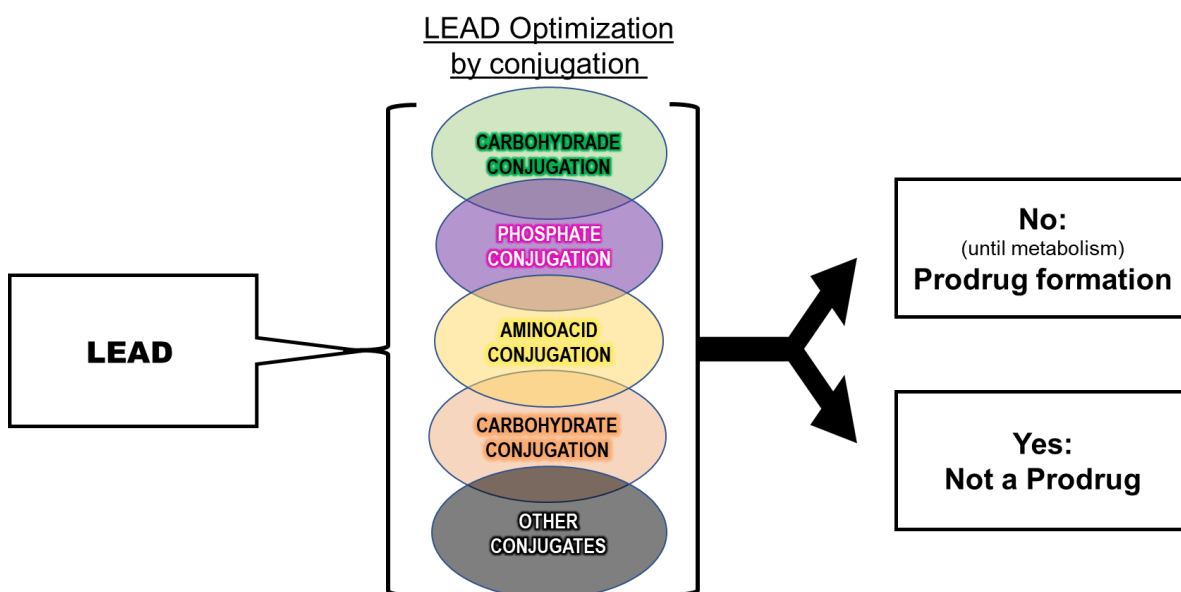 LEAD Optimization
by conjugation
CARBOHYDRADE
CONJUGATION
PHOSPHATE
CONJUGATION
AMINOACID
CONJUGATION
CARBOHYDRATE
CONJUGATION
OTHER
CONJUGATES
LEAD
No:
(until metabolism)
Prodrug formation
Yes:
Not a Prodrug